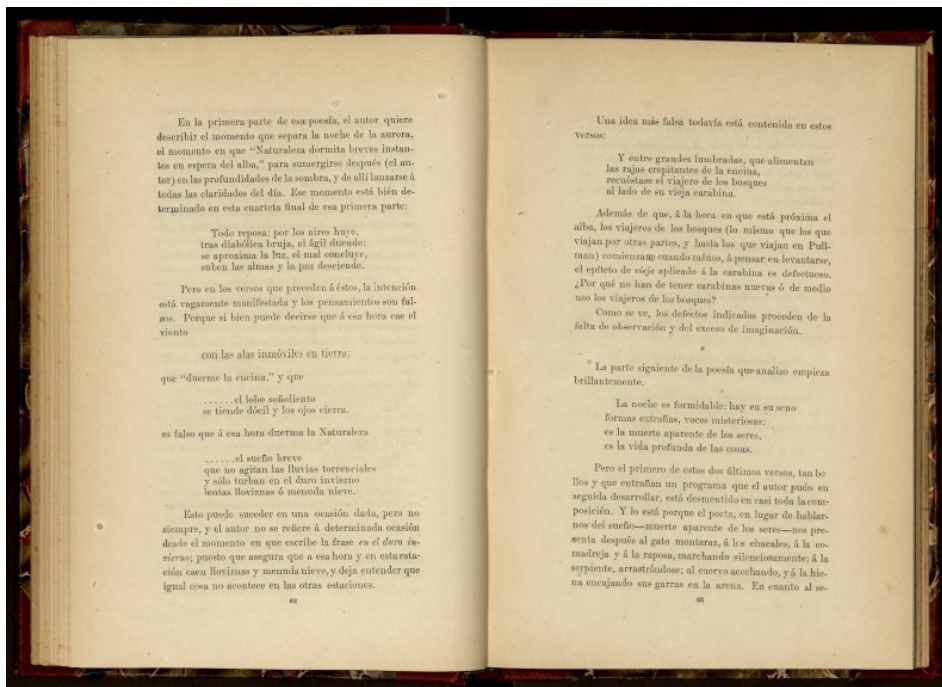 En la primera parte de esa poesía, el autor quiere
describir el momento que separa la noche de la aurora,
el momento en que “Naturaleza dormita breves instan-
tes en espera del alba,” para sumergirse después (el au-
tor) en las profundidades de la sombra, y de allí lanzarse á
todas las claridades del día. Ese momento está bién de-
terminado en esta cuarteta final de esa primera parte:
Todo reposa; por los aires huye,
tras diabólica bruja, el ágil duende;
se aproxima la luz, el mal concluye,
suben las almas y la paz desciende.
Pero en los versos que preceden á éstos, la intención
está vagamente manifestada y los pensamientos son fal-
sos. Porque si bien puede decirse que á esa hora cae el
viento
con las alas inmóviles en tierra;
que “duerme la encina,” y que
......el lobo soñoliento
se tiende dócil y los ojos cierra,
es falso que á esa hora duerma la Naturaleza
......el sueño breve
que no agitan las lluvias torrenciales
y sólo turban en el duro invierno
lentas lloviznas ó menuda nieve.
Esto puede suceder en una ocasión dada, pero no
siempre, y el autor no se refiere á determinada ocasión
desde el momento en que escribe la frase en el duro in-
vierno; puesto que asegura que a esa hora y en esta esta-
ción caen lloviznas y menuda nieve, y deja entender que
igual cosa no acontece en las otras estaciones.
62
Una idea más falsa todavía está contenida en estos
versos:
Y entre grandes lumbradas, que alimentan
las rajas crepitantes de la encina,
recuéstase el viajero de los bosques
al lado de su vieja carabina.
Además de que, á la hora en que está próxima el
alba, los viajeros de los bosques (lo mismo que los que
viajan por otras partes, y hasta los que viajan en Pull-
man) comienzan, cuando ménos, á pensar en levantarse,
el epíteto de vieja aplicado á la carabina es defectuoso.
¿Por qué no han de tener carabinas nuevas ó de medio
uso los viajeros de los bosques?
Como se ve, los defectos indicados proceden de la
falta de observación y del exceso de imaginación.
*
La parte siguiente de la poesía que analizo empieza
brillantemente.
La noche es formidable: hay en su seno
formas extrañas, voces misteriosas;
es la muerte aparente de los seres,
es la vida profunda de las cosas.
Pero el primero de estos dos últimos versos, tan be
llos y que entrañan un programa que el autor pudo en
seguida desarrollar, está desmentido en casi toda la com-
posición. Y lo está porque el poeta, en lugar de hablar-
nos del sueño—muerte aparente de los seres—nos pre-
senta después al gato montaraz, á los chacales, á la co-
madreja y á la raposa, marchando silenciosamente; á la
serpiente, arrastrándose; al cuervo acechando, y á la hie-
na encajando sus garras en la arena. En cuanto al se-
63